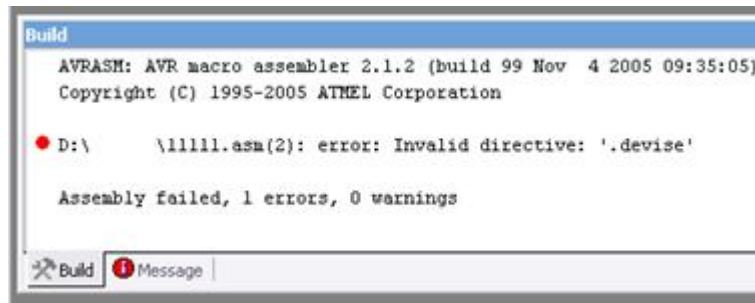 Build
AVRASM: AVR macro assembler 2.1.2 (build 99 Nov  4 2005 09:35:05)
Copyright (C) 1995-2005 ATMEL Corporation
D:\       \lllll.asm(2): error: Invalid directive: '.devise'
Assembly failed, 1 errors, 0 warnings
Build Message